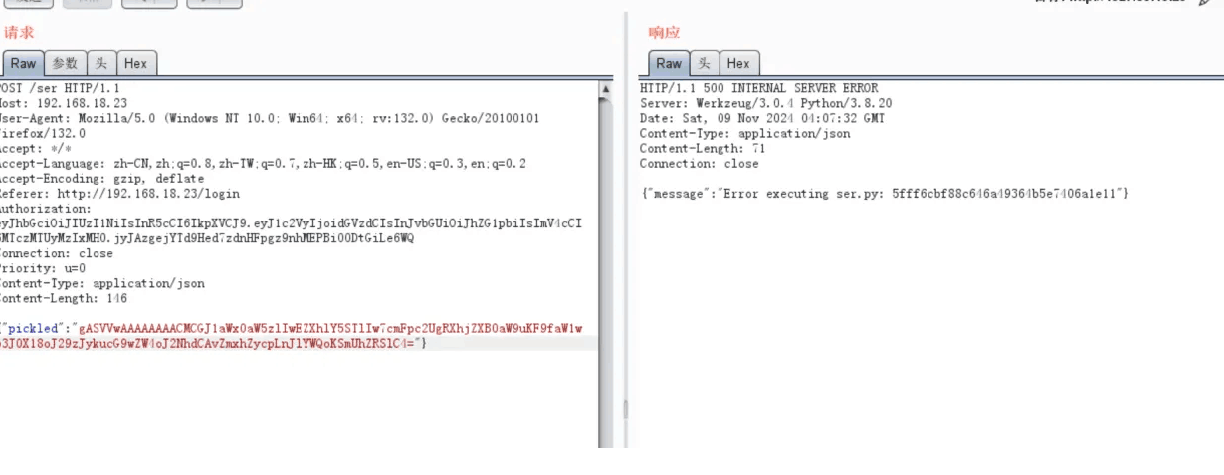 请求
Raw 参数 头 Hex
POST /ser HTTP/1.1
Host: 192.168.18.23
User-Agent: Mozilla/5.0 (Windows NT 10.0; Win64; x64; rv:132.0) Gecko/20100101
Firefox/132.0
Accept: */*
Accept-Language: zh-CN,zh;q=0.8,zh-TW;q=0.7,zh-HK;q=0.5,en-US;q=0.3,en;q=0.2
Accept-Encoding: gzip, deflate
Referer: http://192.168.18.23/login
Authorization:
Connection: close
Priority: u=0
Content-Type: application/json
Content-Length: 146
响应
Raw 头 Hex
HTTP/1.1 500 INTERNAL SERVER ERROR
Server: Werkzeug/3.0.4 Python/3.8.20
Date: Sat, 09 Nov 2024 04:07:32 GMT
Content-Type: application/json
Content-Length: 71
Connection: close
{"message":"Error executing ser.py: 5fff6cbf88c646a49364b5e7406a1e11"}